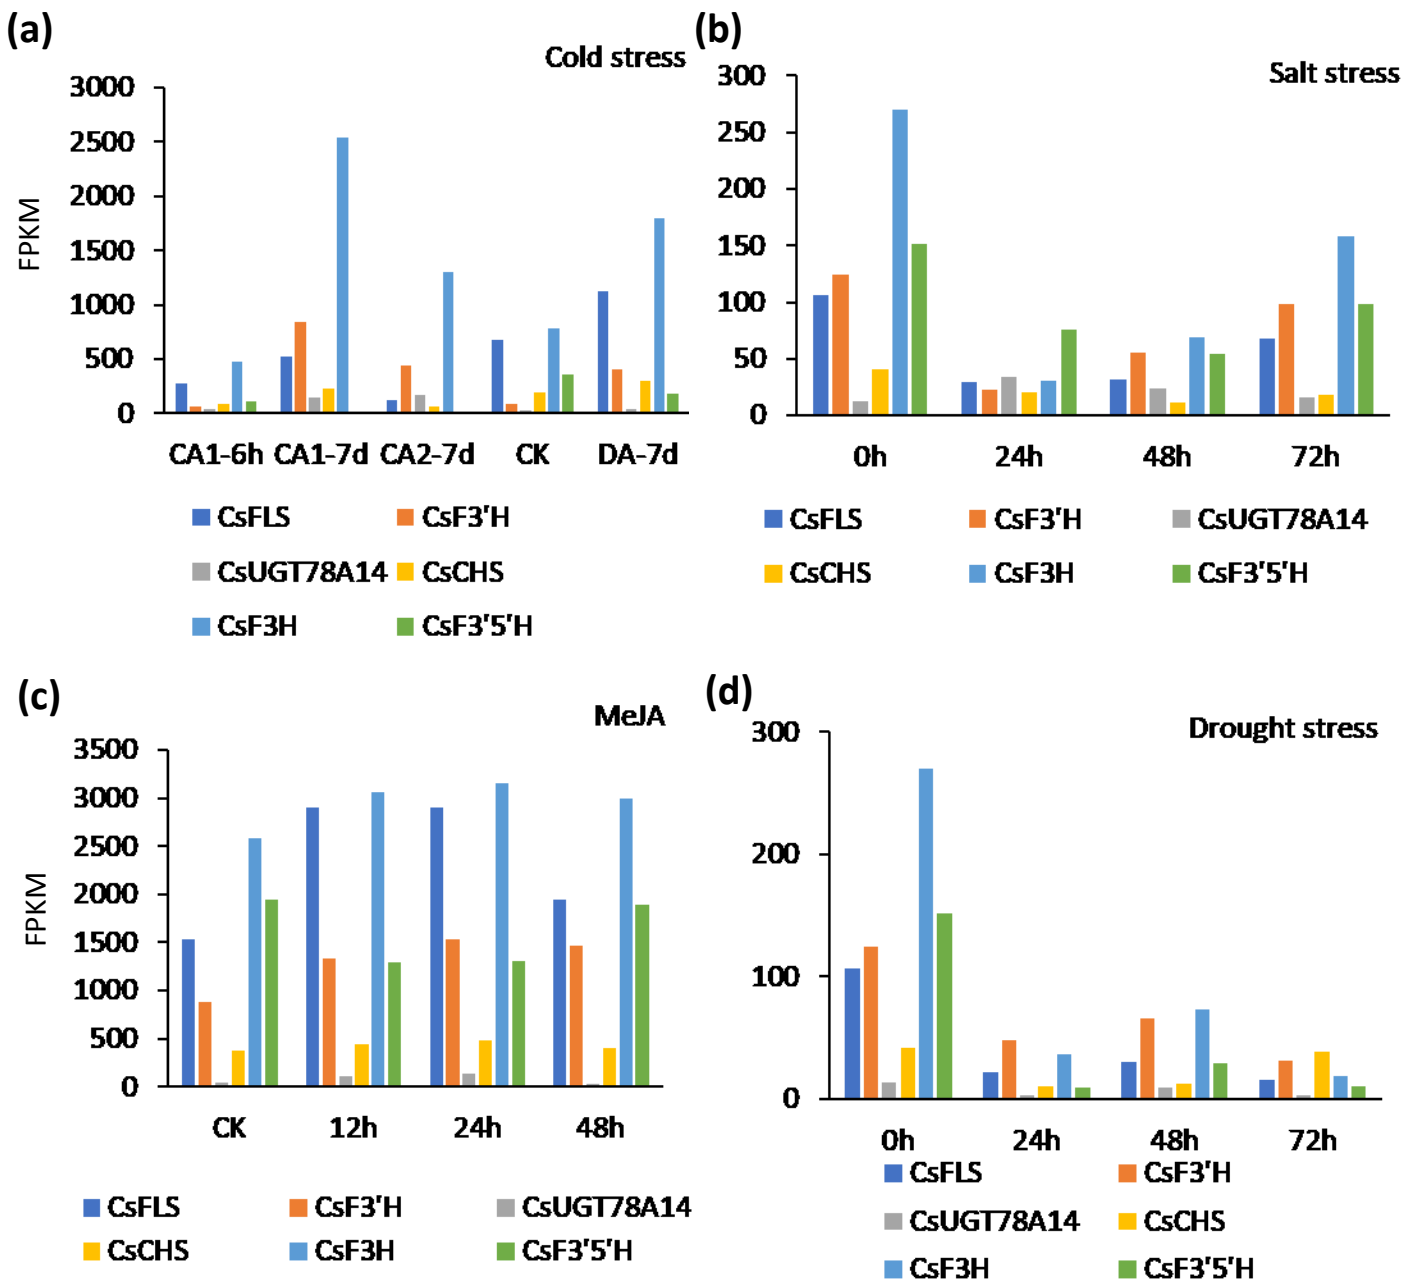 (a)
Cold stress
3000
2500
2000
1500
1000
500
0
FPKM
CA1-6h CA1-7d CA2-7d CK DA-7d
CsFLS CsF3'H
CsUGT78A14 CsCHS
CsF3H CsF3'5'H
(b)
Salt stress
300
250
200
150
100
50
0
0h 24h 48h 72h
CsFLS CsF3'H CsUGT78A14
CsCHS CsF3H CsF3'5'H
(c)
MeJA
3500
3000
2500
2000
1500
1000
500
0
FPKM
CK 12h 24h 48h
CsFLS CsF3'H CsUGT78A14
CsCHS CsF3H CsF3'5'H
(d)
Drought stress
300
200
100
0
0h 24h 48h 72h
CsFLS CsF3'H
CsUGT78A14 CsCHS
CsF3H CsF3'5'H